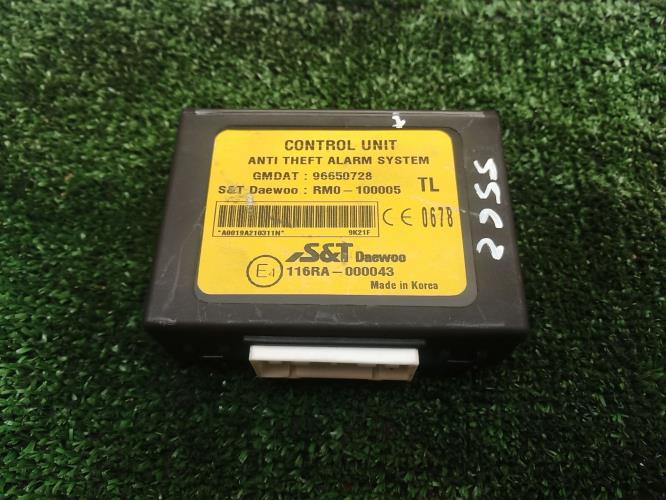 CONTROL UNIT
ANTI THEFT ALARM SYSTEM
GMDAT : 96650728
S&T Daewoo : RM0-100005 TL
"A0019A210311N" 9K21F
CE 0678
S&T Daewoo
E4 116RA-000043
Made in Korea